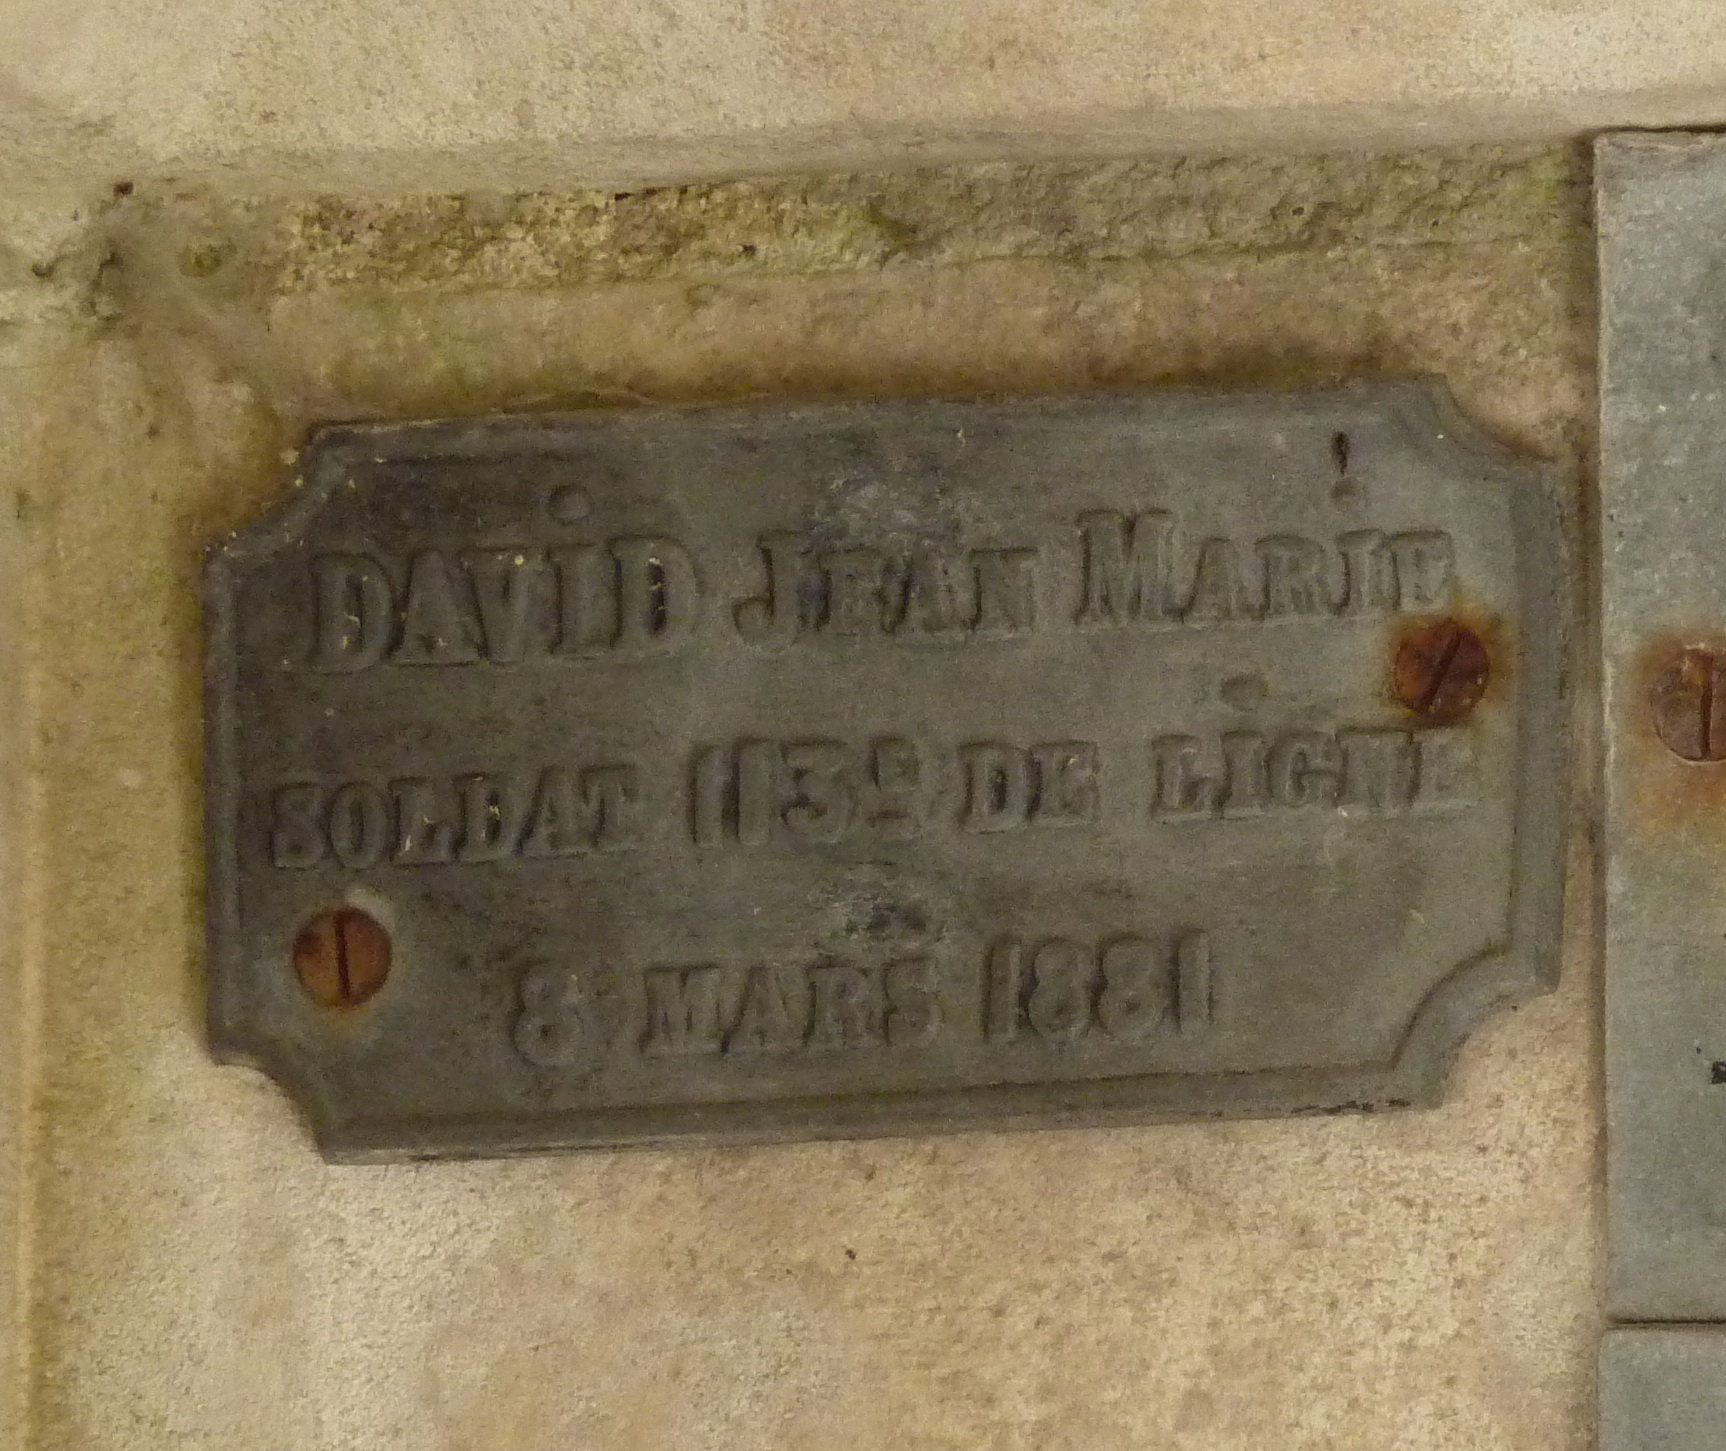 DAVID JEAN MARIE
SOLDAT 113E DE LIGNE
8 MARS 1881